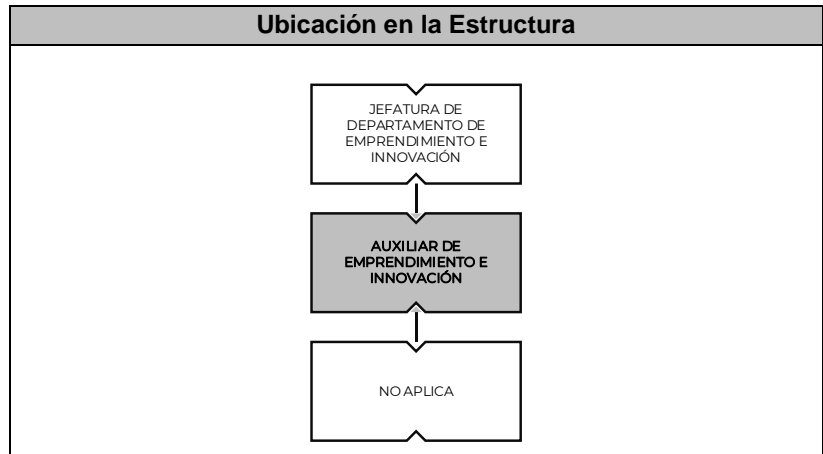 Ubicación en la Estructura
JEFATURA DE
DEPARTAMENTO DE
EMPRENDIMIENTO E
INNOVACIÓN
AUXILIAR DE
EMPRENDIMIENTO E
INNOVACIÓN
NO APLICA